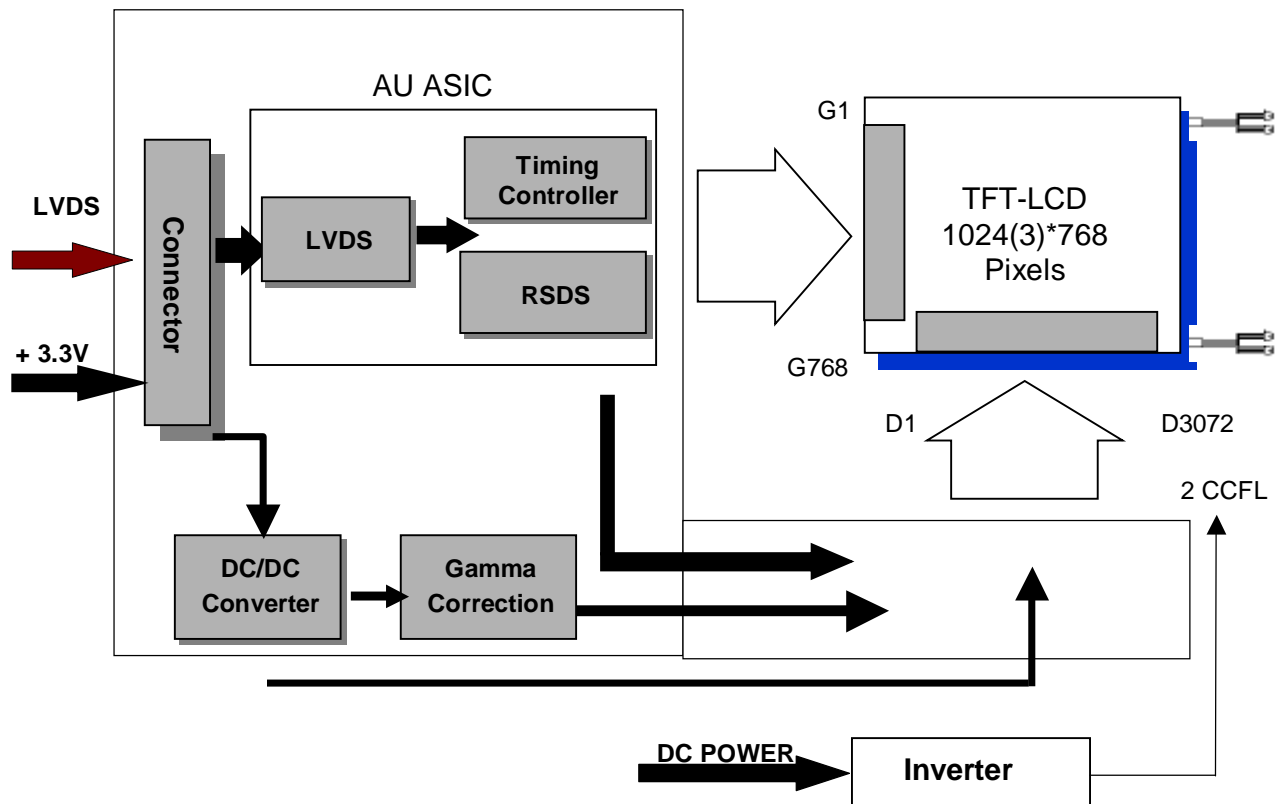 AU ASIC
G1
Timing
Controller
TFT-LCD
1024(3)*768
Pixels
LVDS
Connector
LVDS
RSDS
+ 3.3V
G768
D1
D3072
2 CCFL
DC/DC
Converter
Gamma
Correction
DC POWER
Inverter